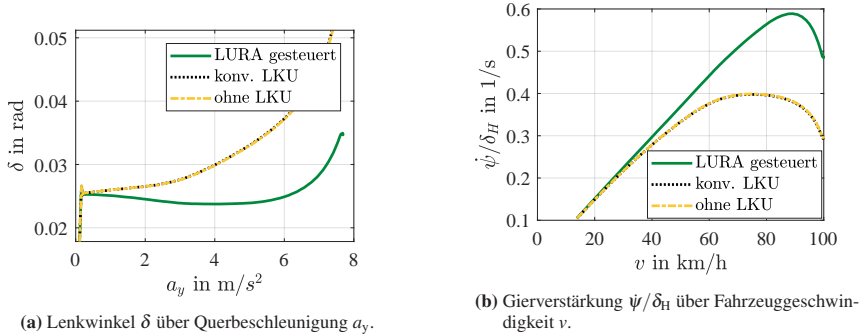 0.05
0.04
0.03
0.02
δ in rad
LURA gesteuert
konv. LKU
ohne LKU
0 2 4 6 8
a_y in m/s²
(a) Lenkwinkel δ über Querbeschleunigung a_y.
0.6
0.5
0.4
0.3
0.2
0.1
ψ̇/δ_H in 1/s
LURA gesteuert
konv. LKU
ohne LKU
0 20 40 60 80 100
v in km/h
(b) Gierverstärkung ψ̇/δ_H über Fahrzeuggeschwin-
digkeit v.